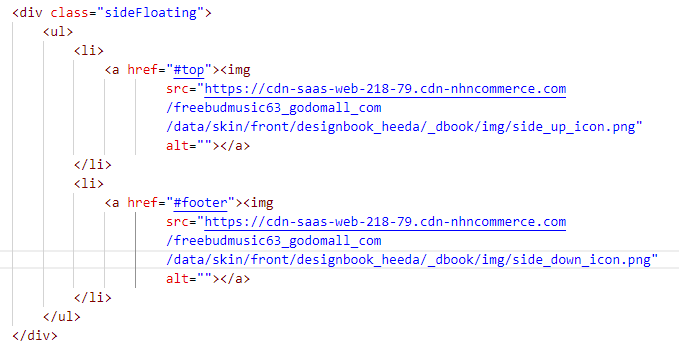 <div class="sideFloating">
<ul>
<li>
<a href="#top"><img
src="https://cdn-saas-web-218-79.cdn-nhncommerce.com
/freebudmusic63_godomall_com
/data/skin/front/designbook_heeda/_dbook/img/side_up_icon.png"
alt=""></a>
</li>
<li>
<a href="#footer"><img
src="https://cdn-saas-web-218-79.cdn-nhncommerce.com
/freebudmusic63_godomall_com
/data/skin/front/designbook_heeda/_dbook/img/side_down_icon.png"
alt=""></a>
</li>
</ul>
</div>